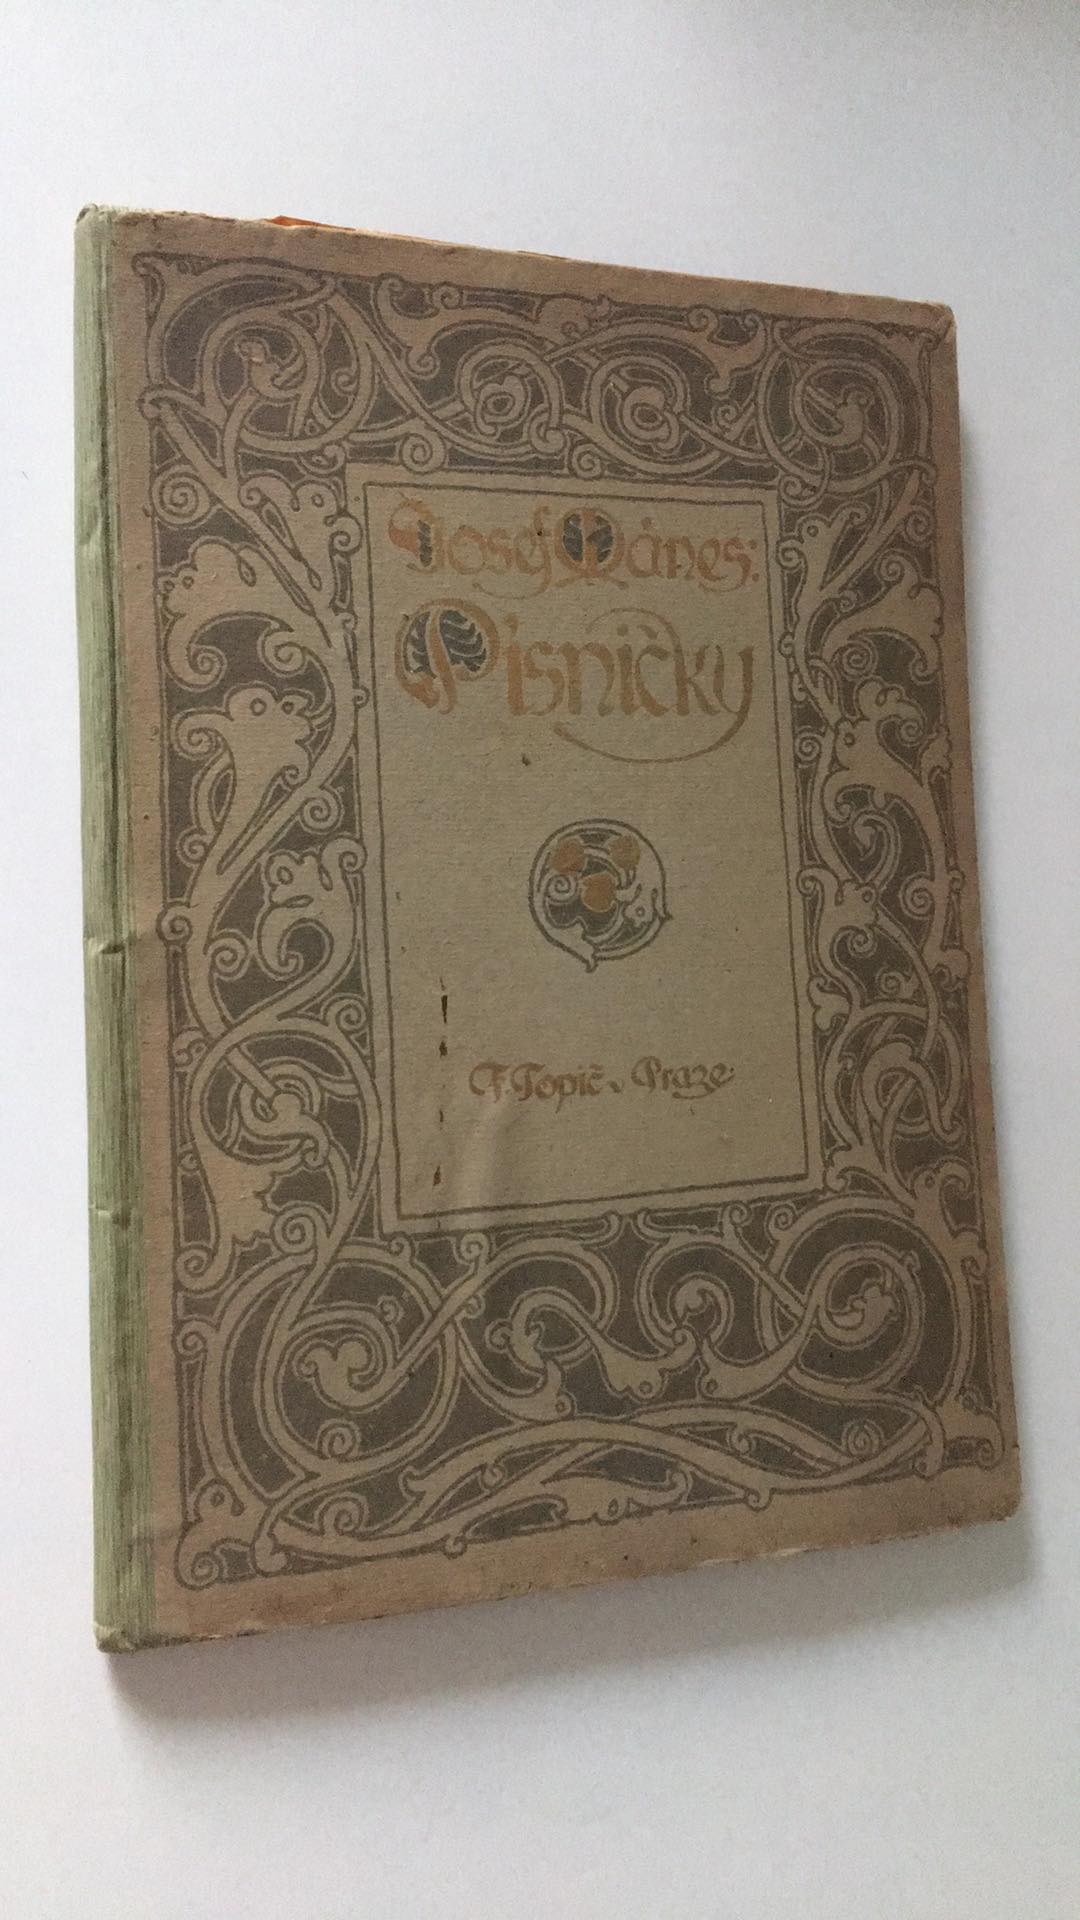 Josef Mánes:
Písničky
F. Topič v Praze.